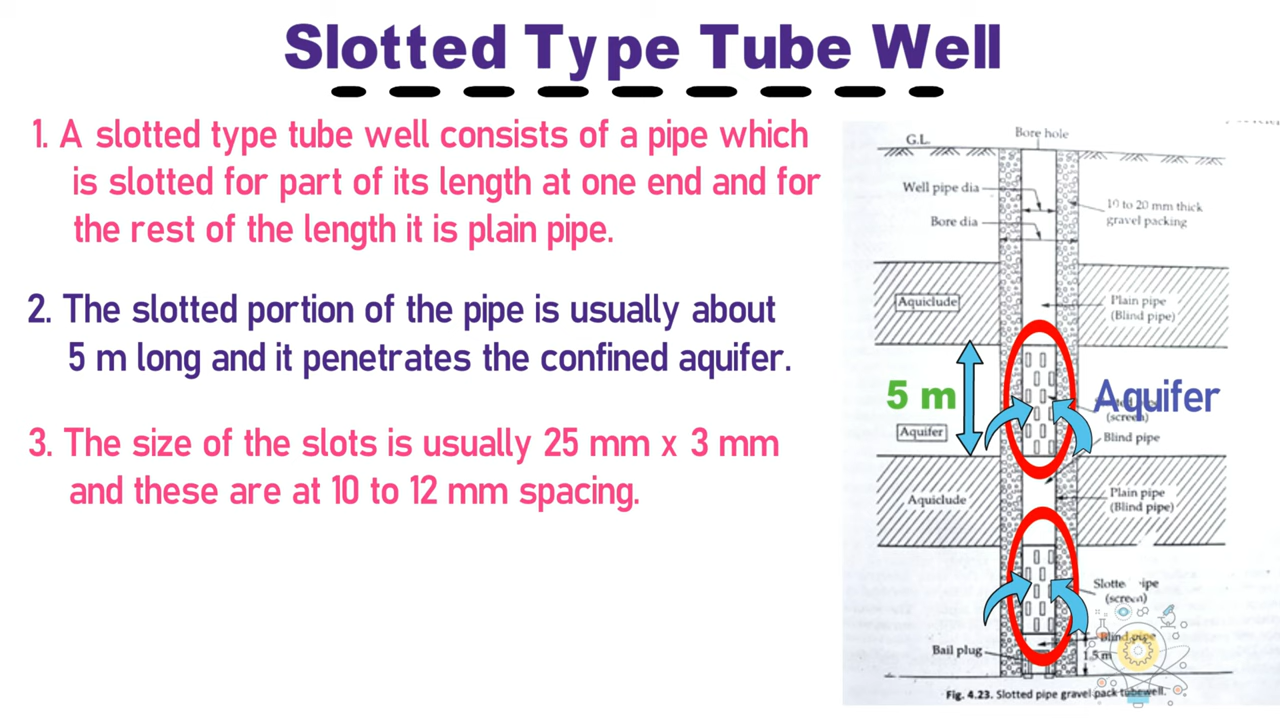 Slotted Type Tube Well
1. A slotted type tube well consists of a pipe which
is slotted for part of its length at one end and for
the rest of the length it is plain pipe.
2. The slotted portion of the pipe is usually about
5 m long and it penetrates the confined aquifer.
3. The size of the slots is usually 25 mm x 3 mm
and these are at 10 to 12 mm spacing.
G.L.
Bore hole
Well pipe dia
Bore dia
10 to 20 mm thick
gravel packing
Aquiclude
Plain pipe
(Blind pipe)
5 m
Aquifer
(screen)
Aquifer
Blind pipe
Aquiclude
Plain pipe
(Blind pipe)
(screen)
Blind pipe
Bail plug
1.5 m
Fig. 4.23. Slotted pipe gravel pack tubewell.